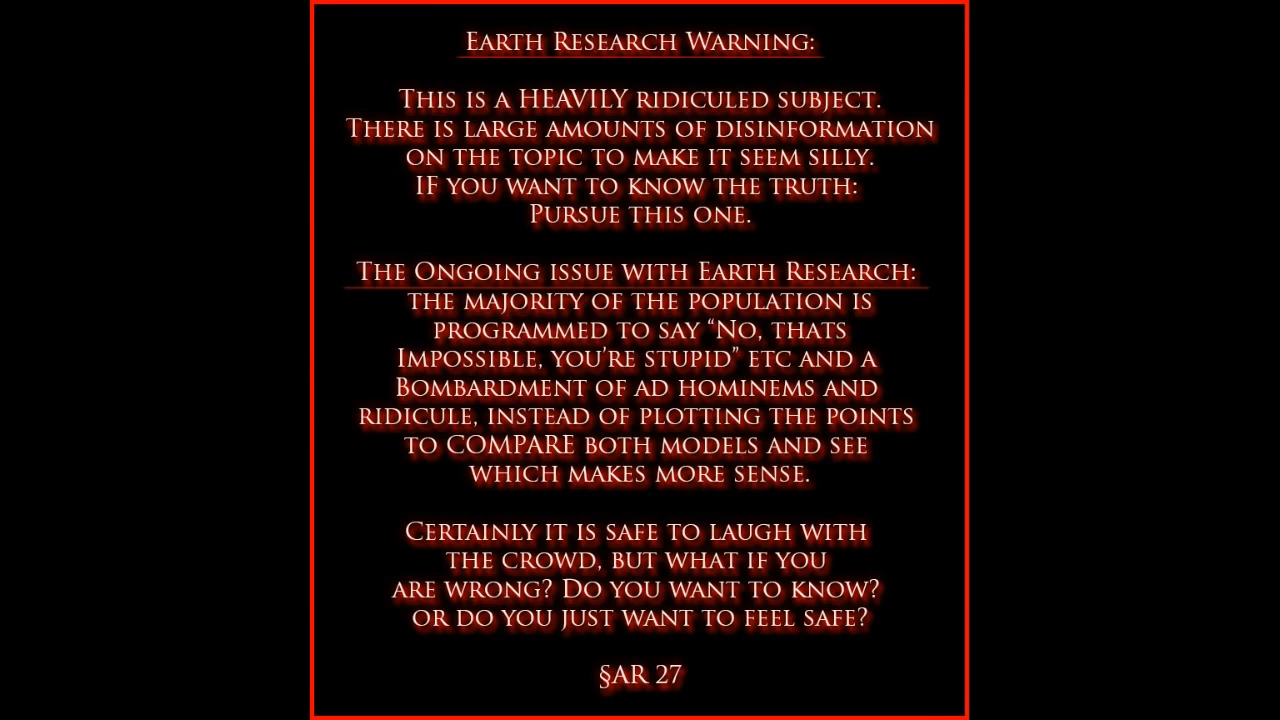 Earth Research Warning:
This is a HEAVILY ridiculed subject.
There is large amounts of disinformation
on the topic to make it seem silly.
IF you want to know the truth:
Pursue this one.
The Ongoing issue with Earth Research:
the majority of the population is
programmed to say “No, thats
Impossible, you're stupid” etc and a
Bombardment of ad hominems and
ridicule, instead of plotting the points
to COMPARE both models and see
which makes more sense.
Certainly it is safe to laugh with
the crowd, but what if you
are wrong? Do you want to know?
or do you just want to feel safe?
§AR 27